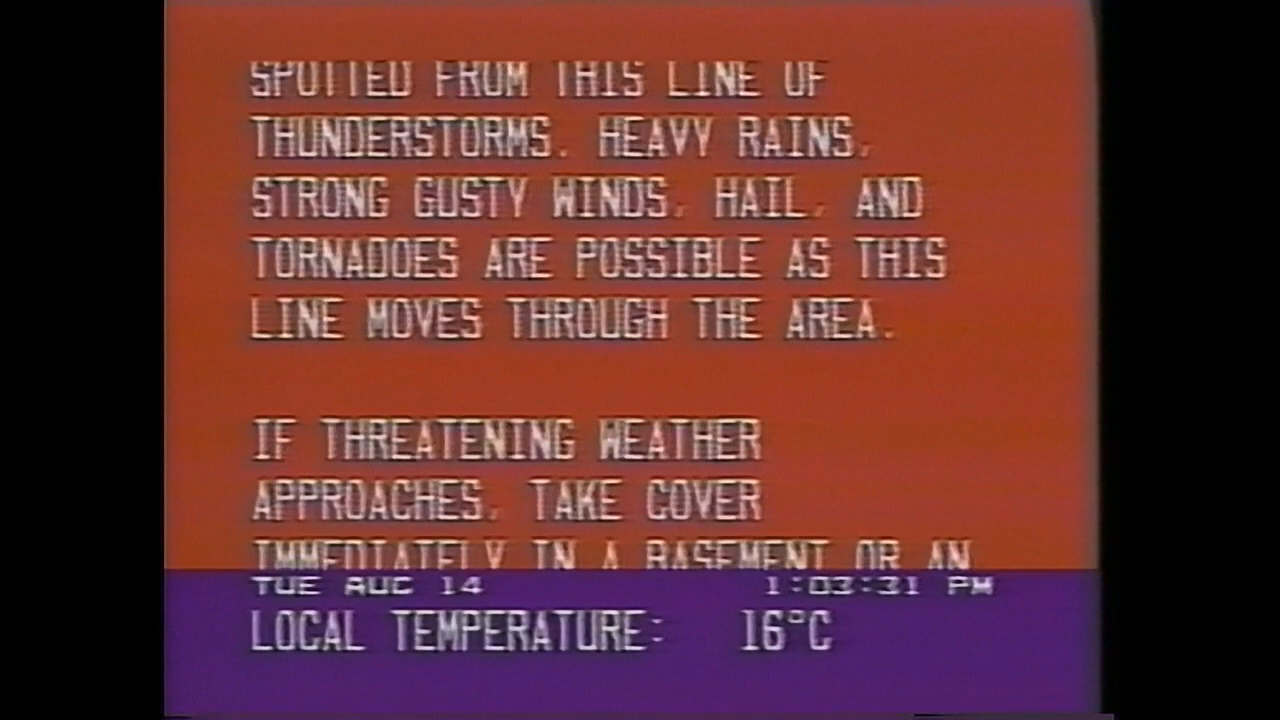 SPOTTED FROM THIS LINE OF
THUNDERSTORMS. HEAVY RAINS,
STRONG GUSTY WINDS, HAIL, AND
TORNADOES ARE POSSIBLE AS THIS
LINE MOVES THROUGH THE AREA.
IF THREATENING WEATHER
APPROACHES, TAKE COVER
IMMEDIATELY IN A BASEMENT OR AN
TUE AUG 14 1:03:31 PM
LOCAL TEMPERATURE: 16°C